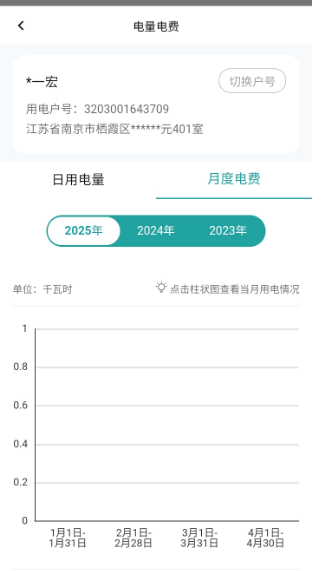 电量电费
*一宏
切换户号
用电户号：3203001643709
江苏省南京市栖霞区******元401室
日用电量
月度电费
2025年
2024年
2023年
单位：千瓦时
点击柱状图查看当月用电情况
1
0.8
0.6
0.4
0.2
0
1月1日-
1月31日
2月1日-
2月28日
3月1日-
3月31日
4月1日-
4月30日